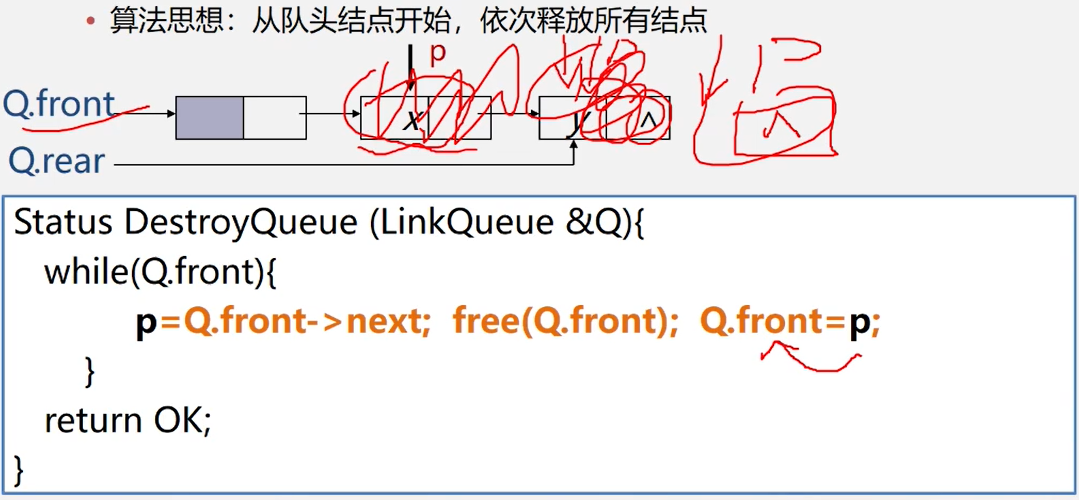 • 算法思想：从队头结点开始，依次释放所有结点
p
Q.front
x
y ∧
Q.rear
Status DestroyQueue (LinkQueue &Q){
while(Q.front){
p=Q.front->next; free(Q.front); Q.front=p;
}
return OK;
}